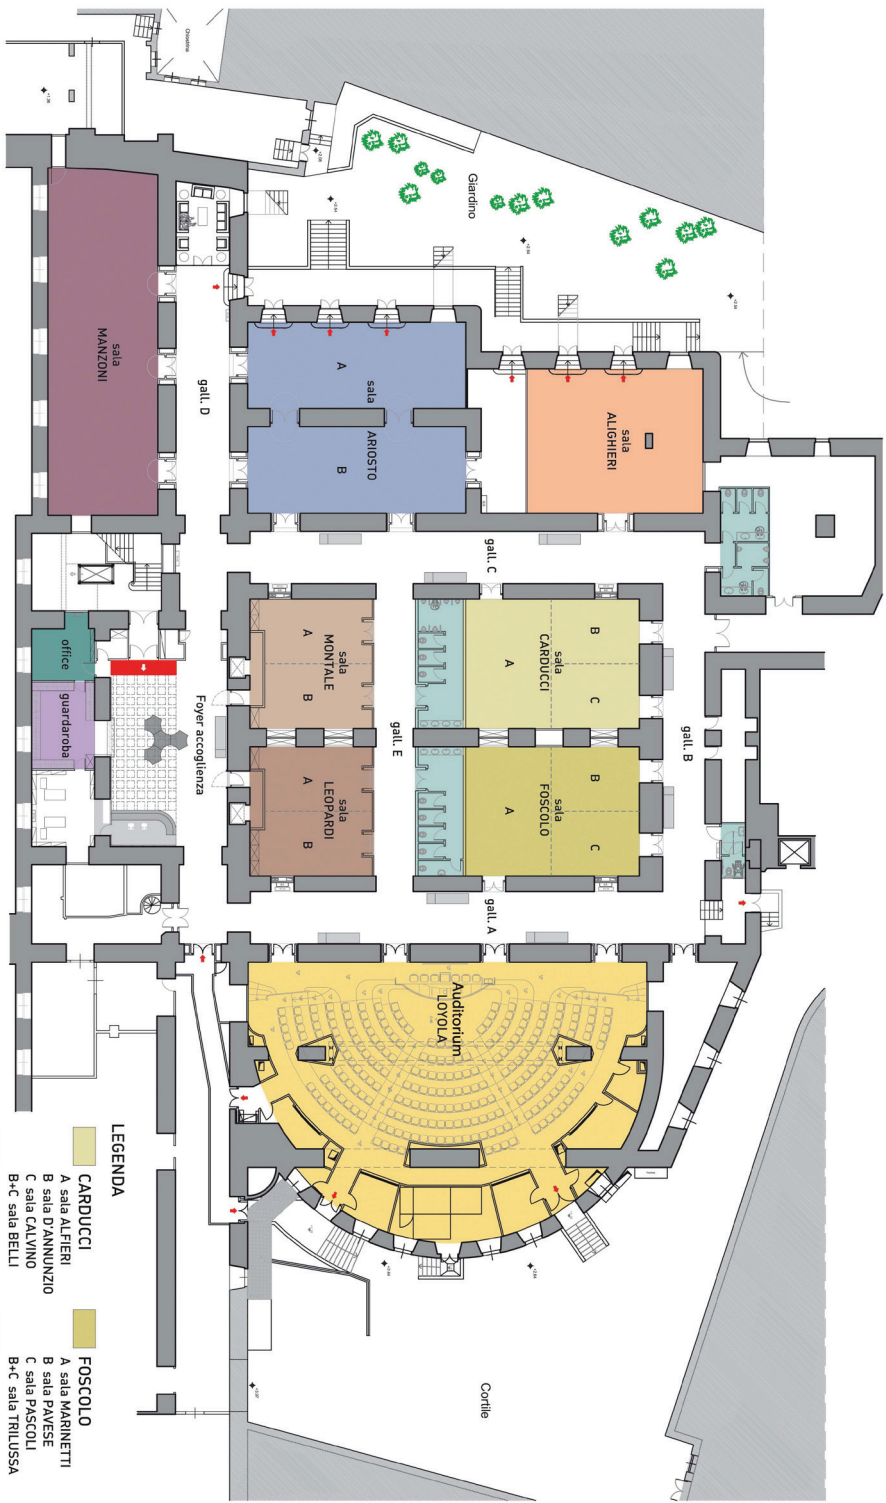 Chiostrina
Giardino
Cortile
sala
ALIGHIERI
gall. B
gall. C
B
sala
CARDUCCI
A
C
B
sala
FOSCOLO
A
C
gall. A
Auditorium
LOYOLA
gall. E
A
sala
ARIOSTO
B
sala
MONTALE
A
B
sala
LEOPARDI
A
B
gall. D
Foyer accoglienza
sala
MANZONI
office
guardaroba
LEGENDA
CARDUCCI
A sala ALFIERI
B sala D'ANNUNZIO
C sala CALVINO
B+C sala BELLI
FOSCOLO
A sala MARINETTI
B sala PAVESE
C sala PASCOLI
B+C sala TRILUSSA